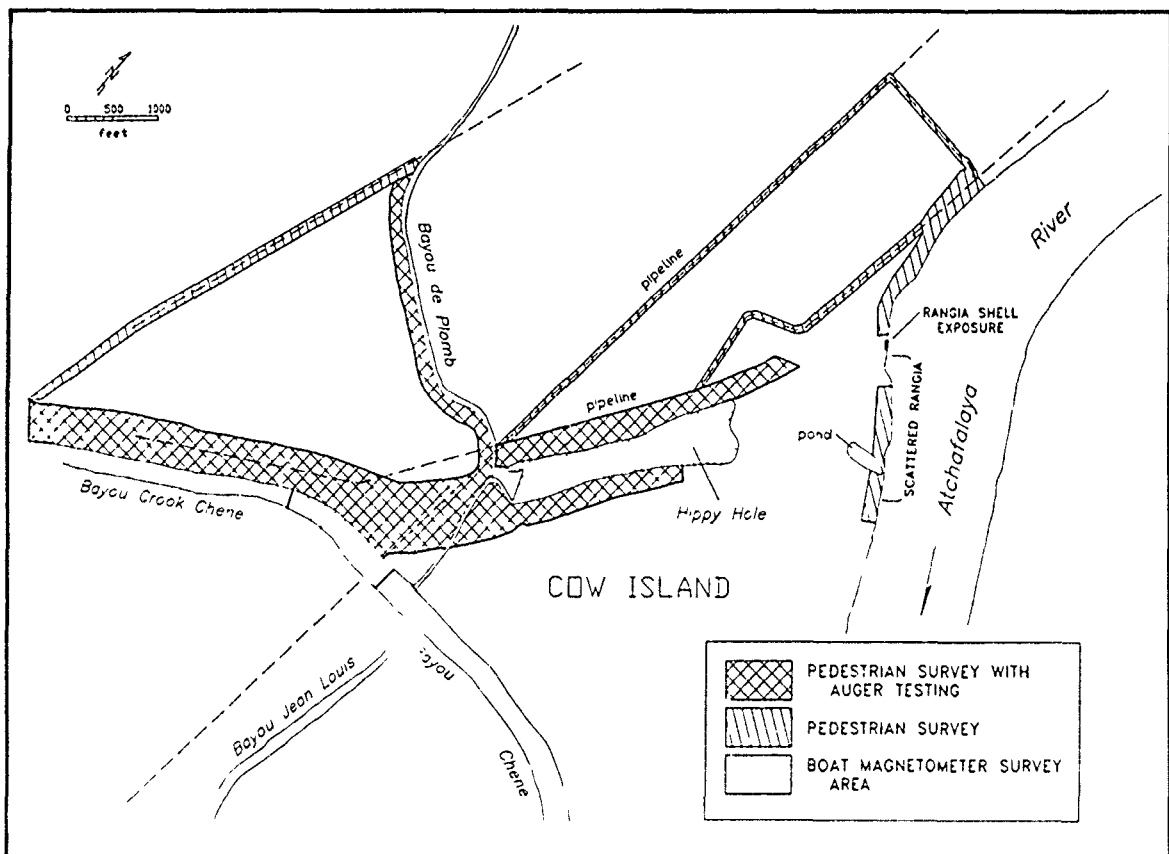 N
0 500 1000
feet
Bayou de Plomb
pipeline
River
RANGIA SHELL
EXPOSURE
pipeline
SCATTERED RANGIA
pond
Bayou Crook Chene
Hippy Hole
Atchafalaya
COW ISLAND
Bayou Jean Louis
Chene
PEDESTRIAN SURVEY WITH
AUGER TESTING
PEDESTRIAN SURVEY
BOAT MAGNETOMETER SURVEY
AREA